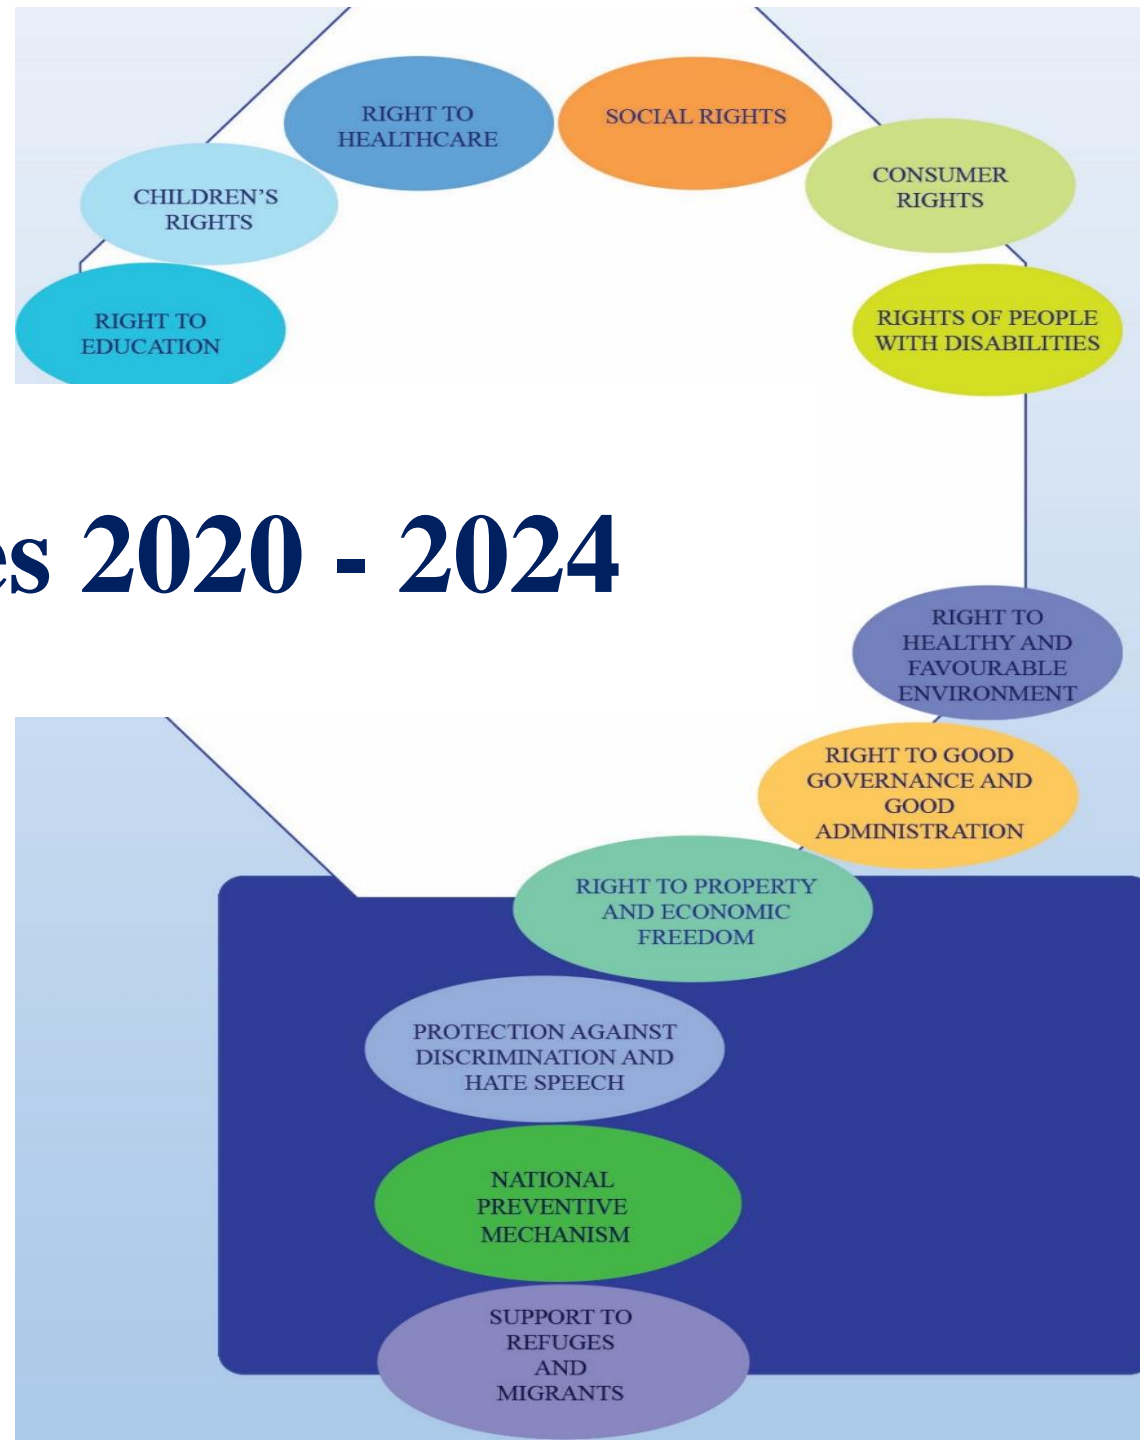 RIGHT TO
HEALTHCARE
SOCIAL RIGHTS
CONSUMER
RIGHTS
CHILDREN'S
RIGHTS
RIGHT TO
EDUCATION
RIGHTS OF PEOPLE
WITH DISABILITIES
es 2020 - 2024
RIGHT TO
HEALTHY AND
FAVOURABLE
ENVIRONMENT
RIGHT TO GOOD
GOVERNANCE AND
GOOD
ADMINISTRATION
RIGHT TO PROPERTY
AND ECONOMIC
FREEDOM
PROTECTION AGAINST
DISCRIMINATION AND
HATE SPEECH
NATIONAL
PREVENTIVE
MECHANISM
SUPPORT TO
REFUGES
AND
MIGRANTS